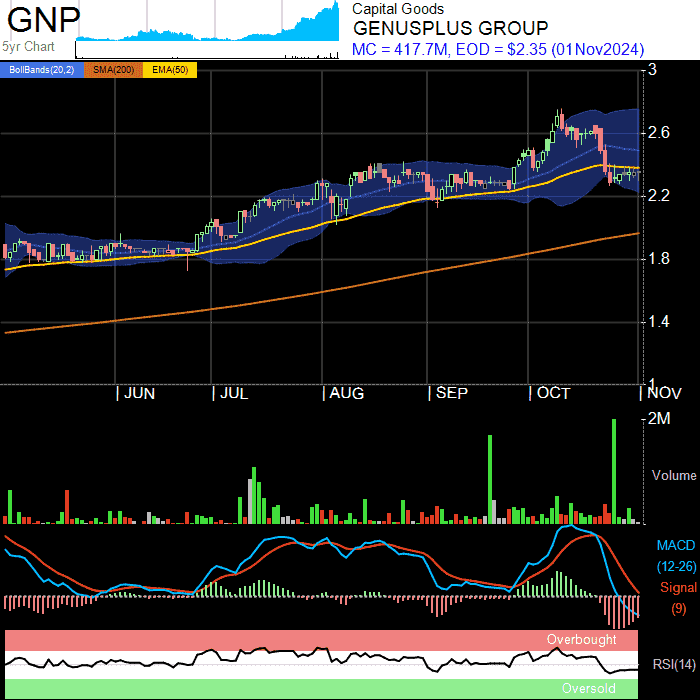 GNP
5yr Chart
Capital Goods
GENUSPLUS GROUP
MC = 417.7M, EOD = $2.35 (01Nov2024)
BollBands(20,2) SMA(200) EMA(50)
3
2.6
2.2
1.8
1.4
1
JUN JUL AUG SEP OCT NOV
2M
Volume
MACD
(12-26)
Signal
(9)
Overbought
RSI(14)
Oversold